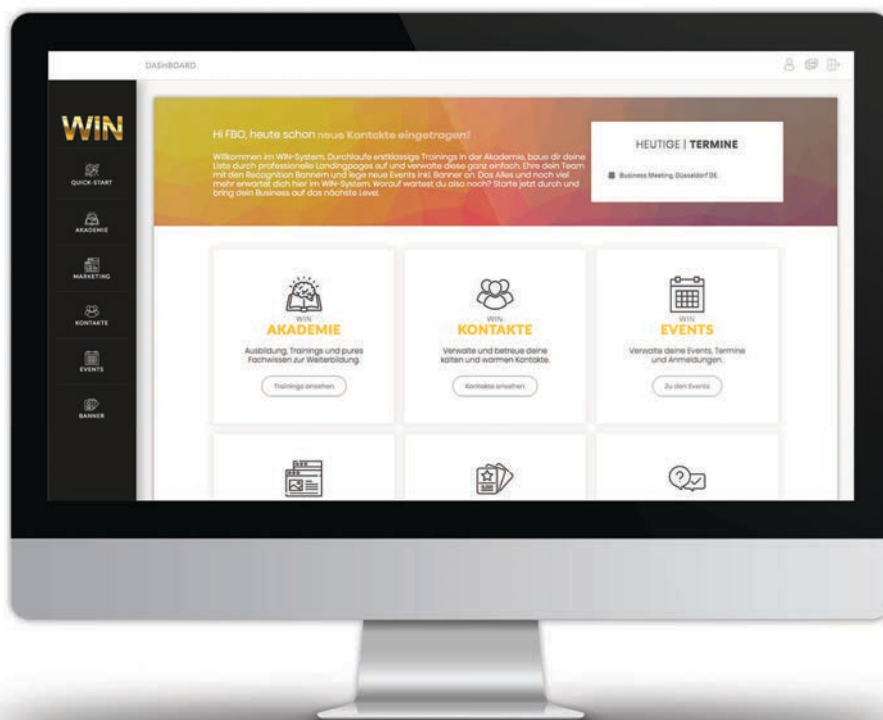 DASHBOARD
WIN
QUICK-START
AKADEMIE
MARKETING
KONTAKTE
EVENTS
BANNER
Hi FBO, heute schon neue Kontakte eingetragen?
Willkommen im WIN-System. Durchlaufe erstklassige Trainings in der Akademie, baue dir deine
Liste durch professionelle Landingpages auf und verwalte diese ganz einfach. Ehre dein Team
mit den Recognition Bannern und lege neue Events inkl. Banner an. Das Alles und noch viel
mehr erwartet dich hier im WIN-System. Worauf wartest du also noch? Starte jetzt durch und
bring dein Business auf das nächste Level.
HEUTIGE | TERMINE
Business Meeting, Düsseldorf DE
WIN
AKADEMIE
Ausbildung, Trainings und pures
Fachwissen zur Weiterbildung.
Trainings ansehen
WIN
KONTAKTE
Verwalte und betreue deine
kalten und warmen Kontakte.
Kontakte ansehen
WIN
EVENTS
Verwalte deine Events, Termine
und Anmeldungen.
Zu den Events